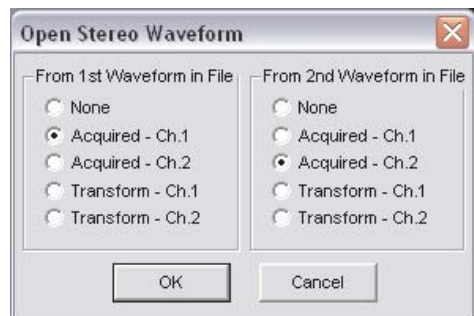 Open Stereo Waveform
From 1st Waveform in File
None
Acquired - Ch.1
Acquired - Ch.2
Transform - Ch.1
Transform - Ch.2
From 2nd Waveform in File
None
Acquired - Ch.1
Acquired - Ch.2
Transform - Ch.1
Transform - Ch.2
OK
Cancel